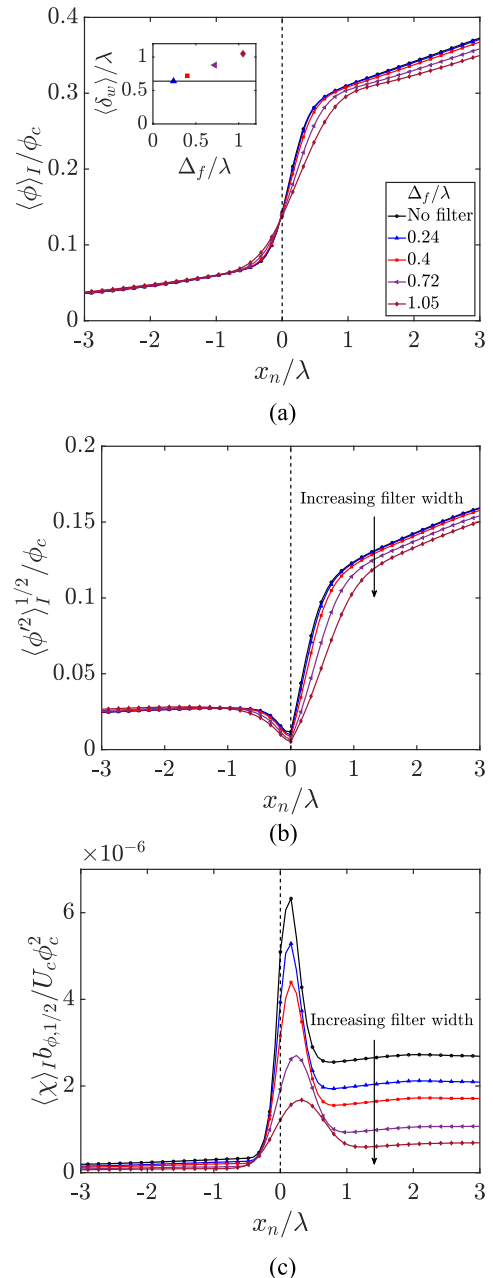 0.4
0.3
0.2
0.1
0
⟨ϕ⟩_I/ϕ_c
1
0.5
0
⟨δ_w⟩/λ
0 0.5 1
Δ_f/λ
Δ_f/λ
No filter
0.24
0.4
0.72
1.05
-3 -2 -1 0 1 2 3
x_n/λ
(a)
0.2
0.15
0.1
0.05
0
⟨ϕ′²⟩_I^{1/2}/ϕ_c
Increasing filter width
-3 -2 -1 0 1 2 3
x_n/λ
(b)
×10⁻⁶
6
4
2
0
⟨χ⟩_I b_{ϕ,1/2}/U_cϕ_c²
Increasing filter width
-3 -2 -1 0 1 2 3
x_n/λ
(c)